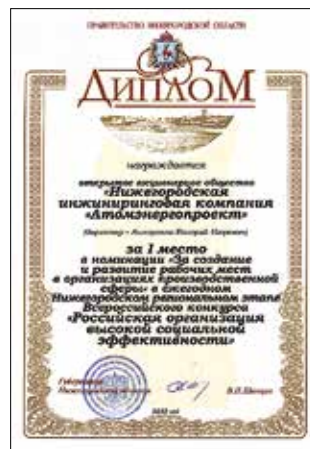 ПРАВИТЕЛЬСТВО НИЖЕГОРОДСКОЙ ОБЛАСТИ
ДИПЛОМ
награждается
открытое акционерное общество
«Нижегородская
инжиниринговая компания
«Атомэнергопроект»
(Директор – Валерий
за I место
в номинации «За создание
и развитие рабочих мест
в организациях производственной
сферы» в ежегодном
Нижегородском региональном этапе
Всероссийского конкурса
«Российская организация
высокой социальной
эффективности»
Губернатор
Нижегородской области
В.П.Шанцев